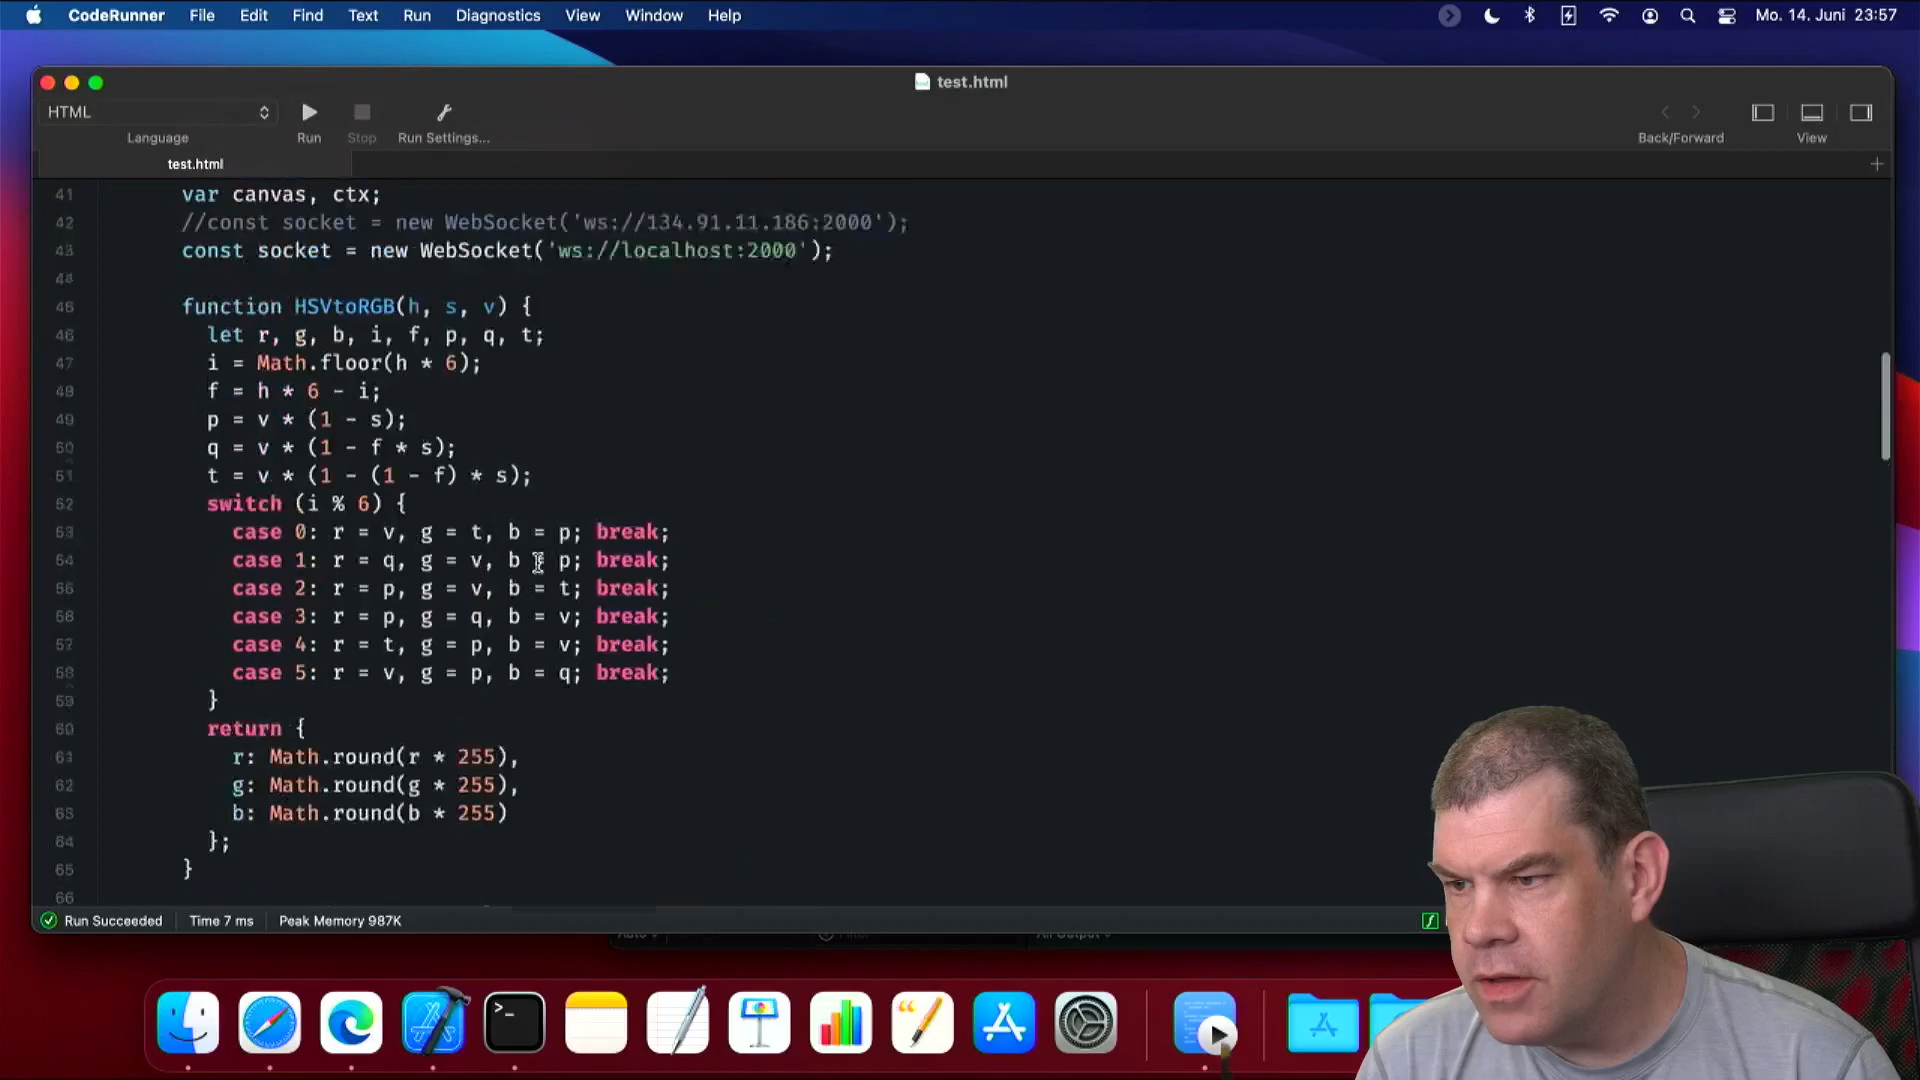 CodeRunner File Edit Find Text Run Diagnostics View Window Help Mo. 14. Juni 23:57
test.html
HTML
Language Run Stop Run Settings... Back/Forward View
test.html
41 var canvas, ctx;
42 //const socket = new WebSocket('ws://134.91.11.186:2000');
43 const socket = new WebSocket('ws://localhost:2000');
44
45 function HSVtoRGB(h, s, v) {
46 let r, g, b, i, f, p, q, t;
47 i = Math.floor(h * 6);
48 f = h * 6 - i;
49 p = v * (1 - s);
50 q = v * (1 - f * s);
51 t = v * (1 - (1 - f) * s);
52 switch (i % 6) {
53 case 0: r = v, g = t, b = p; break;
54 case 1: r = q, g = v, b = p; break;
55 case 2: r = p, g = v, b = t; break;
56 case 3: r = p, g = q, b = v; break;
57 case 4: r = t, g = p, b = v; break;
58 case 5: r = v, g = p, b = q; break;
59 }
60 return {
61 r: Math.round(r * 255),
62 g: Math.round(g * 255),
63 b: Math.round(b * 255)
64 };
65 }
66
Run Succeeded Time 7 ms Peak Memory 987K